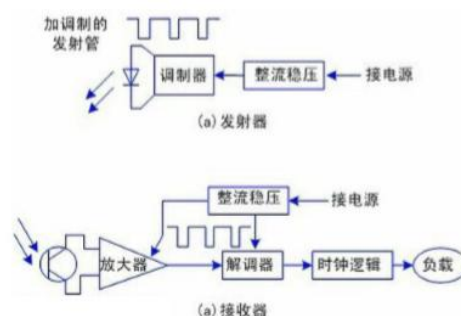 加调制的
发射管
调制器
整流稳压
接电源
(a)发射器
整流稳压
接电源
放大器
解调器
时钟逻辑
负载
(a)接收器